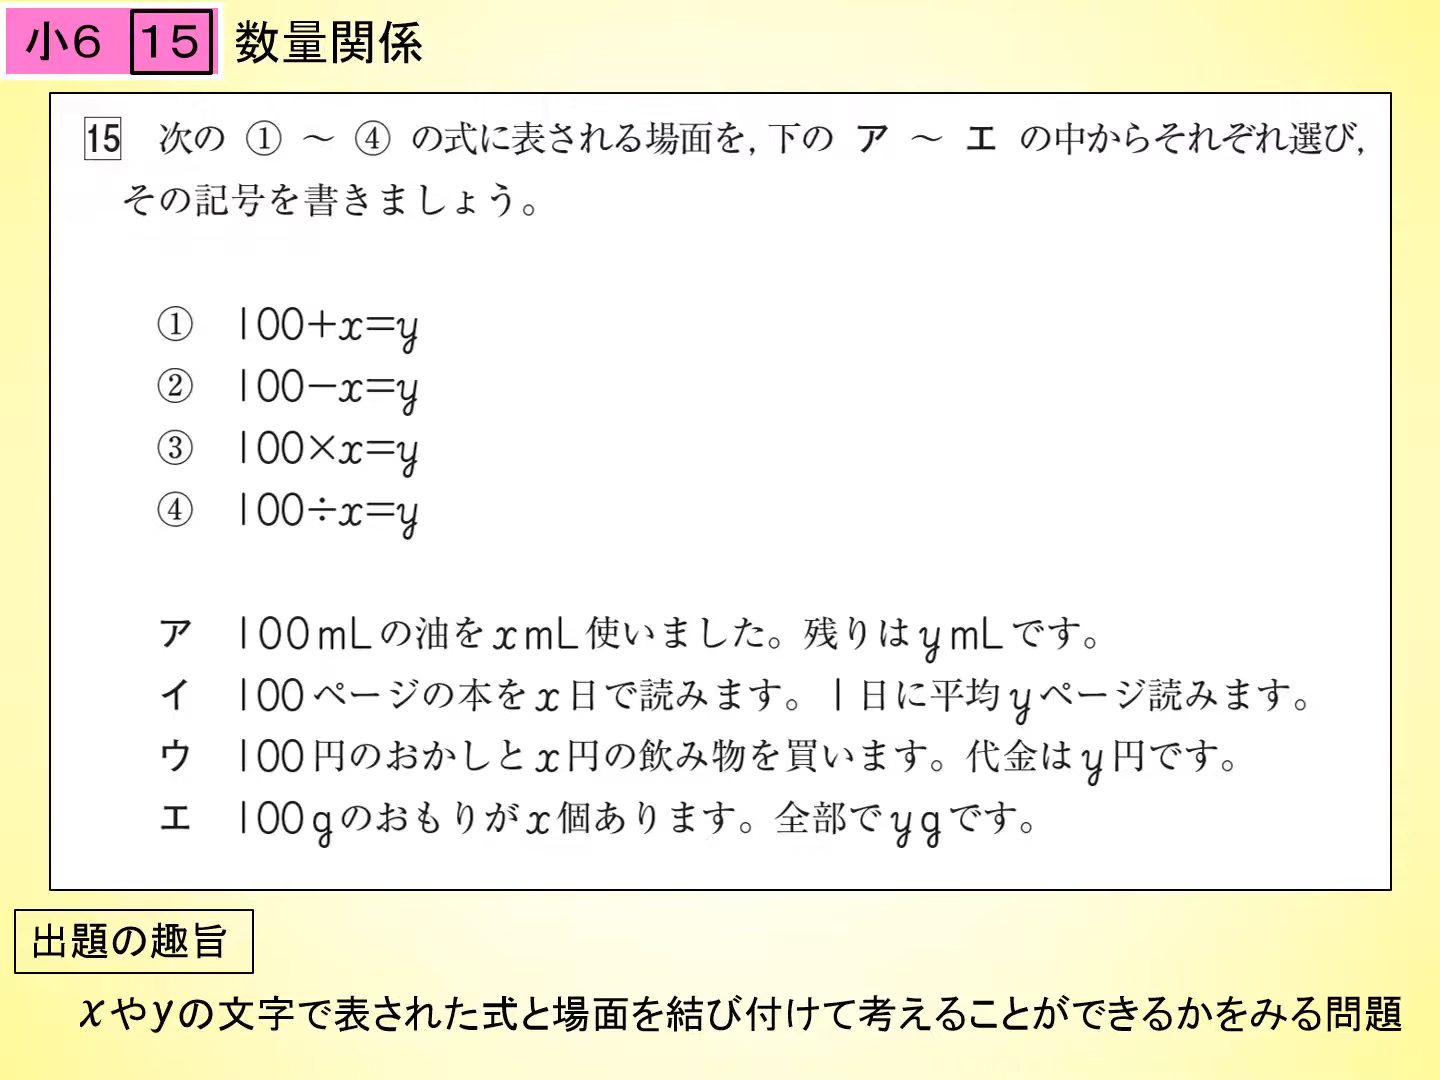 小６ 15 数量関係
15 次の ① ～ ④ の式に表される場面を，下の ア ～ エ の中からそれぞれ選び，
その記号を書きましょう。
① 100＋x＝y
② 100－x＝y
③ 100×x＝y
④ 100÷x＝y
ア 100mLの油をxmL使いました。残りはymLです。
イ 100ページの本をx日で読みます。1日に平均yページ読みます。
ウ 100円のおかしとx円の飲み物を買います。代金はy円です。
エ 100gのおもりがx個あります。全部でygです。
出題の趣旨
xやyの文字で表された式と場面を結び付けて考えることができるかをみる問題